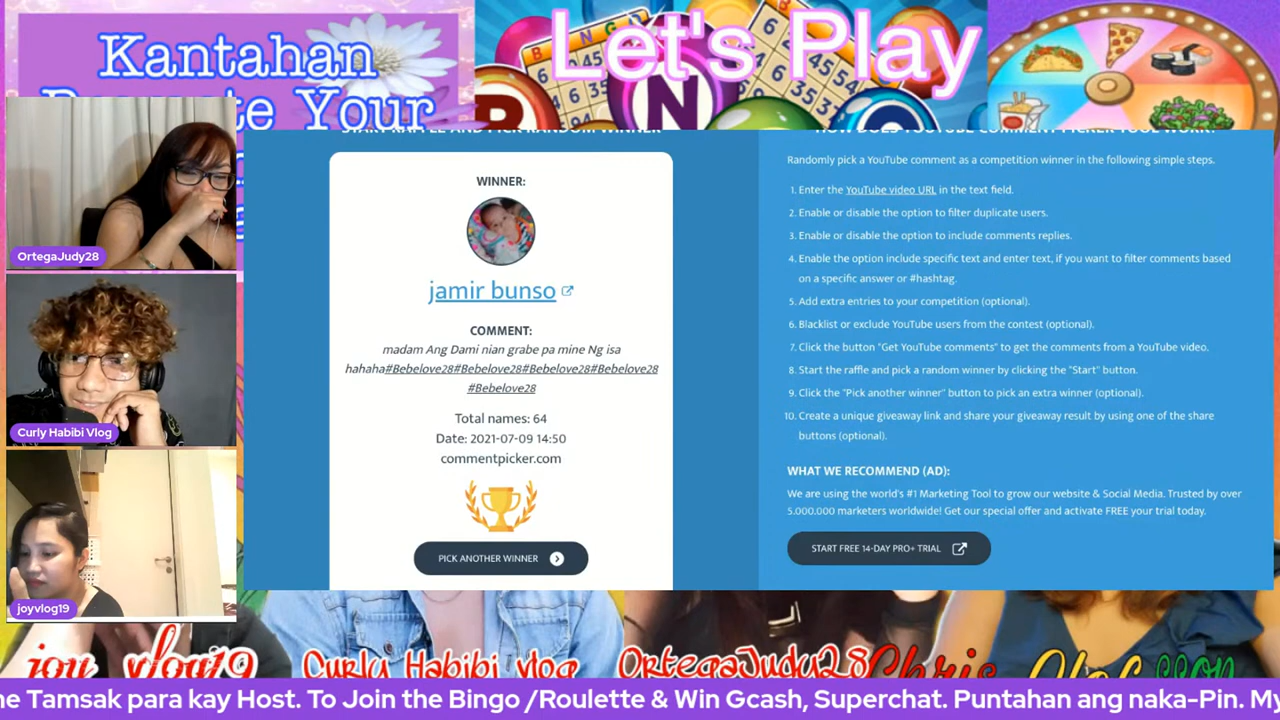 Kantahan
Let's Play
B I N G
N
Your
OrtegaJudy28
Curly Habibi Vlog
joyvlog19
WINNER:
jamir bunso
COMMENT:
madam Ang Dami nian grabe pa mine Ng isa
hahaha#Bebelove28#Bebelove28#Bebelove28#Bebelove28
#Bebelove28
Total names: 64
Date: 2021-07-09 14:50
commentpicker.com
PICK ANOTHER WINNER
Randomly pick a YouTube comment as a competition winner in the following simple steps.
1. Enter the YouTube video URL in the text field.
2. Enable or disable the option to filter duplicate users.
3. Enable or disable the option to include comments replies.
4. Enable the option include specific text and enter text, if you want to filter comments based
on a specific answer or #hashtag.
5. Add extra entries to your competition (optional).
6. Blacklist or exclude YouTube users from the contest (optional).
7. Click the button "Get YouTube comments" to get the comments from a YouTube video.
8. Start the raffle and pick a random winner by clicking the "Start" button.
9. Click the "Pick another winner" button to pick an extra winner (optional).
10. Create a unique giveaway link and share your giveaway result by using one of the share
buttons (optional).
WHAT WE RECOMMEND (AD):
We are using the world's #1 Marketing Tool to grow our website & Social Media. Trusted by over
5.000.000 marketers worldwide! Get our special offer and activate FREE your trial today.
START FREE 14-DAY PRO+ TRIAL
joy vlog19
Curly Habibi vlog
OrtegaJudy28
Chris
Tamsak para kay Host. To Join the Bingo /Roulette & Win Gcash, Superchat. Puntahan ang naka-Pin. My